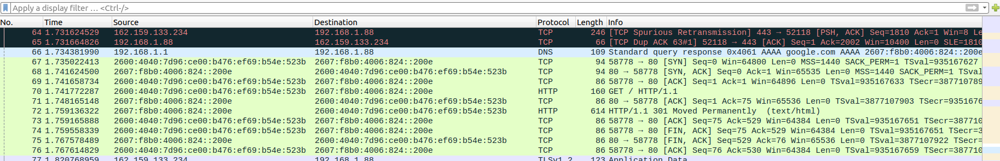 Apply a display filter … <Ctrl-/>
No. Time Source Destination Protocol Length Info
64 1.731624529 162.159.133.234 192.168.1.88 TCP 246 [TCP Spurious Retransmission] 443 → 52118 [PSH, ACK] Seq=1810 Ack=1 Win=8 Le
65 1.731664826 192.168.1.88 162.159.133.234 TCP 66 [TCP Dup ACK 63#1] 52118 → 443 [ACK] Seq=1 Ack=2002 Win=10400 Len=0 SLE=1810
66 1.734381990 192.168.1.1 192.168.1.88 DNS 109 Standard query response 0x4061 AAAA google.com AAAA 2607:f8b0:4006:824::200e
67 1.735022413 2600:4040:7d96:ce00:b476:ef69:b54e:523b 2607:f8b0:4006:824::200e TCP 94 58778 → 80 [SYN] Seq=0 Win=64800 Len=0 MSS=1440 SACK_PERM=1 TSval=935167627
68 1.741624500 2607:f8b0:4006:824::200e 2600:4040:7d96:ce00:b476:ef69:b54e:523b TCP 94 80 → 58778 [SYN, ACK] Seq=0 Ack=1 Win=65535 Len=0 MSS=1440 SACK_PERM=1 TSval
69 1.741658734 2600:4040:7d96:ce00:b476:ef69:b54e:523b 2607:f8b0:4006:824::200e TCP 86 58778 → 80 [ACK] Seq=1 Ack=1 Win=64896 Len=0 TSval=935167633 TSecr=387710789
70 1.741772287 2600:4040:7d96:ce00:b476:ef69:b54e:523b 2607:f8b0:4006:824::200e HTTP 160 GET / HTTP/1.1
71 1.748165148 2607:f8b0:4006:824::200e 2600:4040:7d96:ce00:b476:ef69:b54e:523b TCP 86 80 → 58778 [ACK] Seq=1 Ack=75 Win=65536 Len=0 TSval=3877107903 TSecr=9351676
72 1.759136322 2607:f8b0:4006:824::200e 2600:4040:7d96:ce00:b476:ef69:b54e:523b HTTP 614 HTTP/1.1 301 Moved Permanently (text/html)
73 1.759165888 2600:4040:7d96:ce00:b476:ef69:b54e:523b 2607:f8b0:4006:824::200e TCP 86 58778 → 80 [ACK] Seq=75 Ack=529 Win=64384 Len=0 TSval=935167651 TSecr=387710
74 1.759558339 2600:4040:7d96:ce00:b476:ef69:b54e:523b 2607:f8b0:4006:824::200e TCP 86 58778 → 80 [FIN, ACK] Seq=75 Ack=529 Win=64384 Len=0 TSval=935167651 TSecr=3
75 1.767578489 2607:f8b0:4006:824::200e 2600:4040:7d96:ce00:b476:ef69:b54e:523b TCP 86 80 → 58778 [FIN, ACK] Seq=529 Ack=76 Win=65536 Len=0 TSval=3877107922 TSecr=
76 1.767614829 2600:4040:7d96:ce00:b476:ef69:b54e:523b 2607:f8b0:4006:824::200e TCP 86 58778 → 80 [ACK] Seq=76 Ack=530 Win=64384 Len=0 TSval=935167659 TSecr=387710
77 1.820768959 162.159.133.234 192.168.1.88 TLSv1.2 123 Application Data